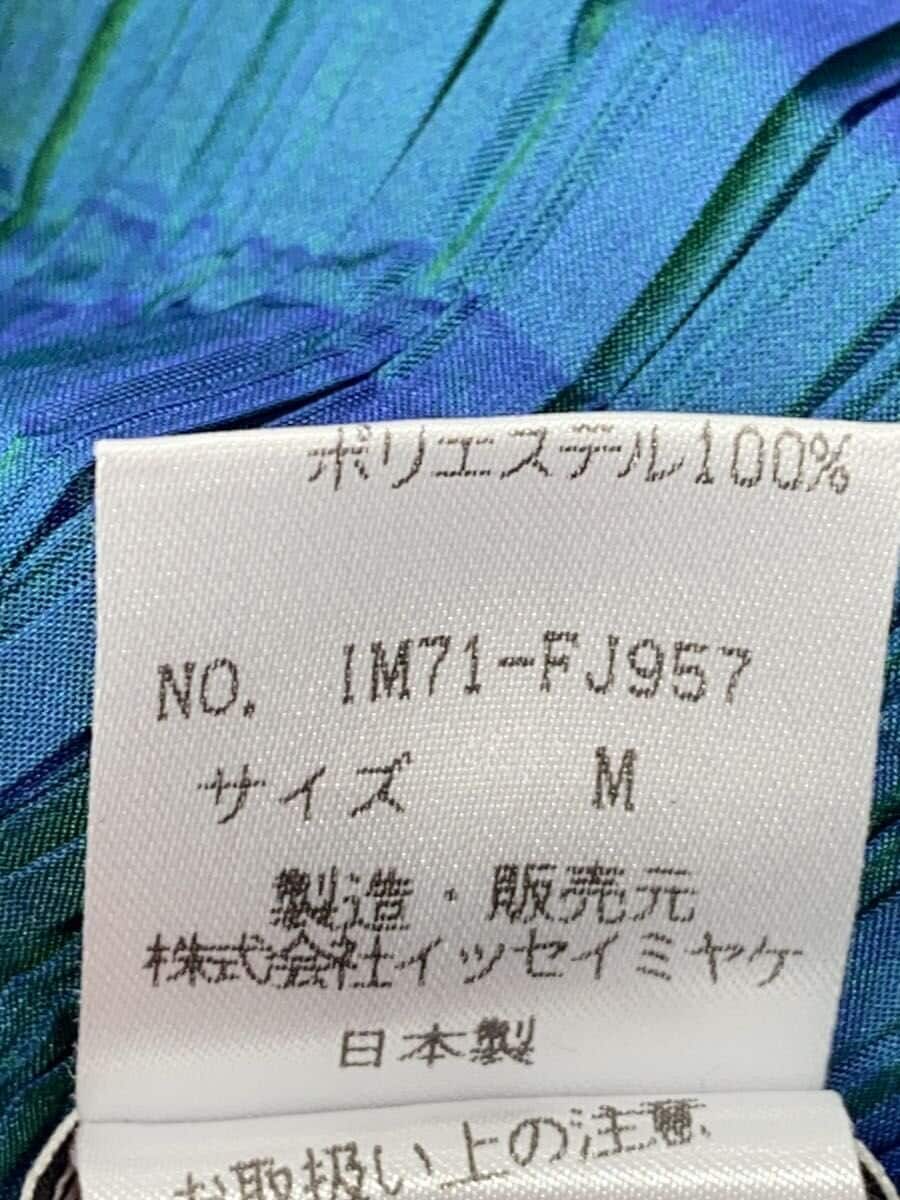 ポリエステル100%
NO. IM71-FJ957
サイズ M
製造・販売元
株式会社イッセイミヤケ
日本製
お取扱い上の注意